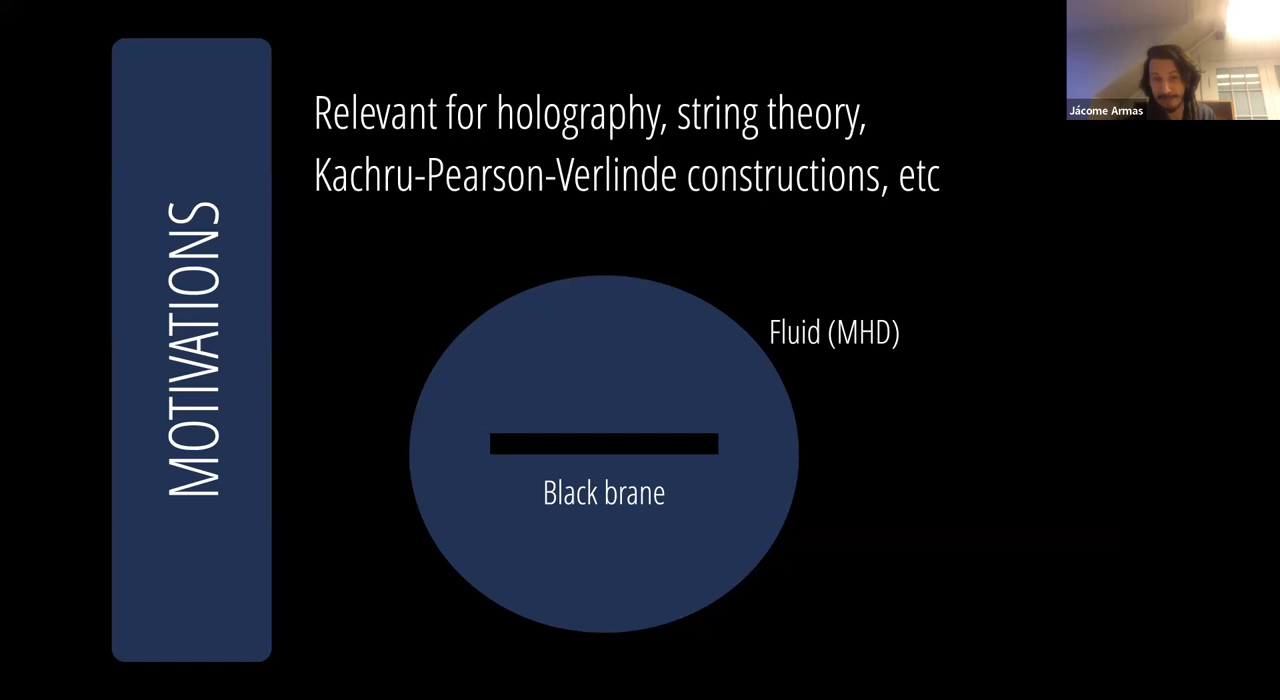 MOTIVATIONS
Relevant for holography, string theory,
Kachru-Pearson-Verlinde constructions, etc
Fluid (MHD)
Black brane
Jácome Armas